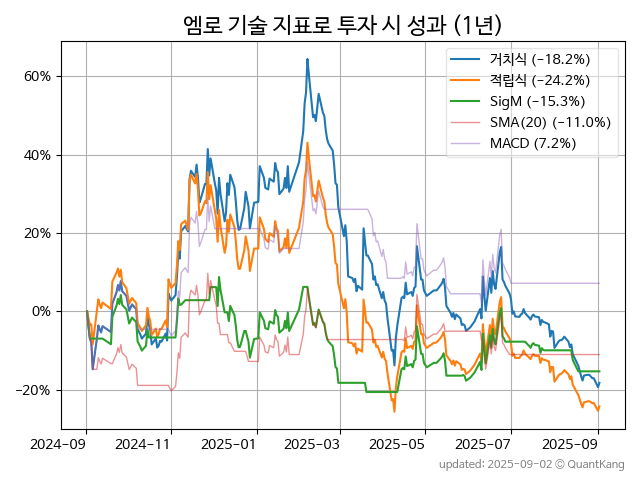 엠로 기술 지표로 투자 시 성과 (1년)
거치식 (−18.2%)
적립식 (−24.2%)
SigM (−15.3%)
SMA(20) (−11.0%)
MACD (7.2%)
60%
40%
20%
0%
−20%
2024-09 2024-11 2025-01 2025-03 2025-05 2025-07 2025-09
updated: 2025-09-02 © QuantKang